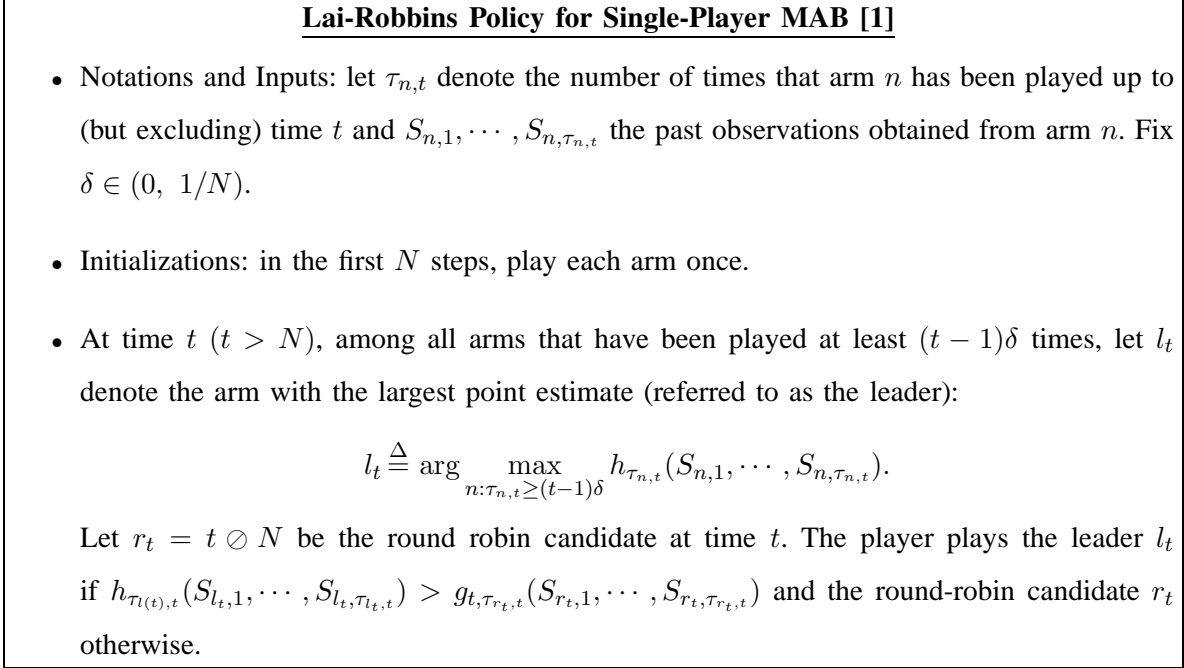 Lai-Robbins Policy for Single-Player MAB [1]
• Notations and Inputs: let τ_{n,t} denote the number of times that arm n has been played up to
(but excluding) time t and S_{n,1}, ··· , S_{n,τ_{n,t}} the past observations obtained from arm n. Fix
δ ∈ (0, 1/N).
• Initializations: in the first N steps, play each arm once.
• At time t (t > N), among all arms that have been played at least (t − 1)δ times, let l_t
denote the arm with the largest point estimate (referred to as the leader):
l_t ≜ arg max_{n:τ_{n,t}≥(t−1)δ} h_{τ_{n,t}}(S_{n,1}, ··· , S_{n,τ_{n,t}}).
Let r_t = t ⊘ N be the round robin candidate at time t. The player plays the leader l_t
if h_{τ_{l(t),t}}(S_{l_t,1}, ··· , S_{l_t,τ_{l_t,t}}) > g_{t,τ_{r_t,t}}(S_{r_t,1}, ··· , S_{r_t,τ_{r_t,t}}) and the round-robin candidate r_t
otherwise.